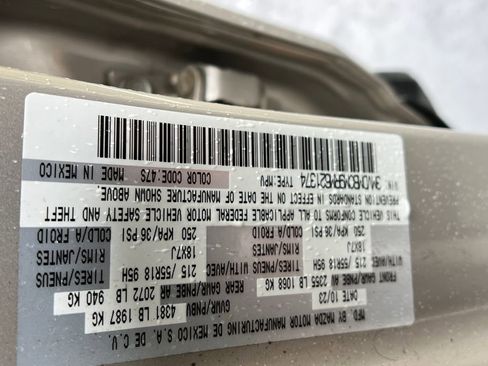 MFD. BY MAZDA MOTOR MANUFACTURING DE MEXICO S.A. DE C.V.
DATE 10/23 GVWR/PNBV 4381 LB 1987 KG
FRONT GAWR/PNBE AV 2355 LB 1068 KG GAWR/PNBE AR 2072 LB 940 KG
WITH/AVEC 215/55R18 95H TIRES/PNEUS WITH/AVEC 215/55R18 95H TIRES/PNEUS
18X7J RIMS/JANTES 18X7J RIMS/JANTES
250 KPA/36 PSI COLD/A FROID 250 KPA/36 PSI COLD/A FROID
THIS VEHICLE CONFORMS TO ALL APPLICABLE FEDERAL MOTOR VEHICLE SAFETY AND THEFT
PREVENTION STANDARDS IN EFFECT ON THE DATE OF MANUFACTURE SHOWN ABOVE
VIN: TYPE:MPV COLOR CODE:47S MADE IN MEXICO